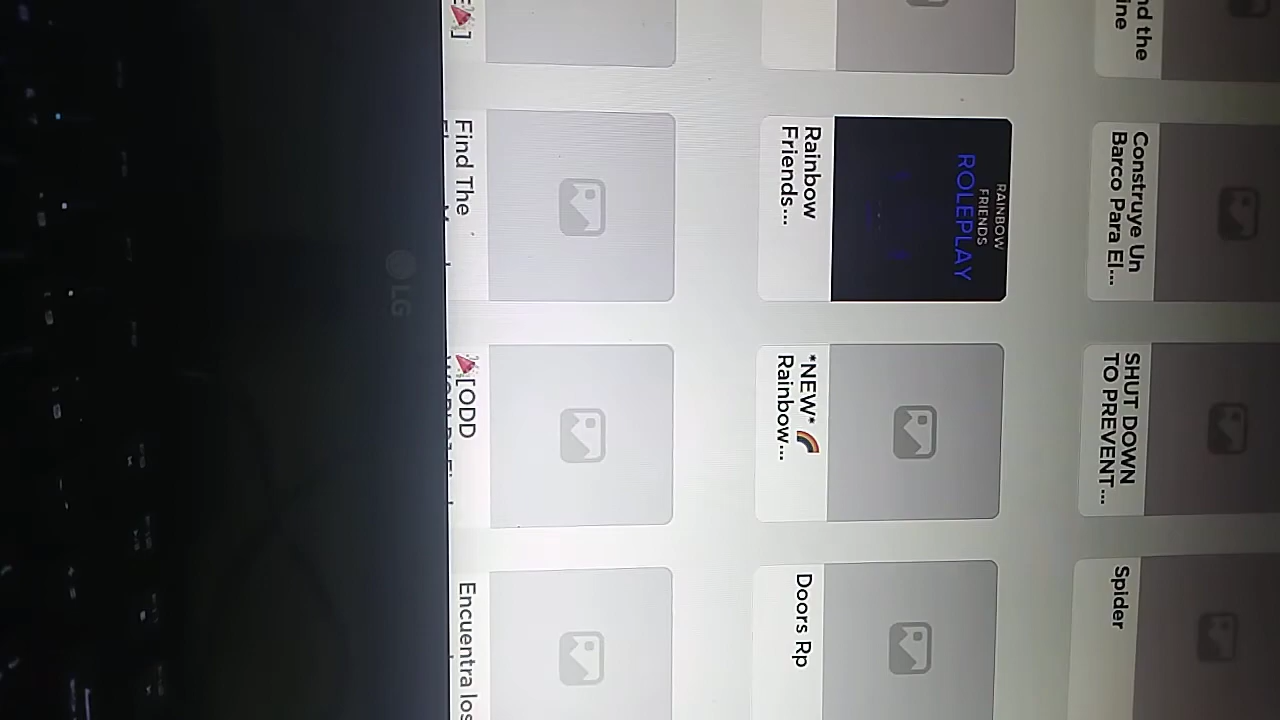 nd the
ine
Construye Un
Barco Para El...
SHUT DOWN
TO PREVENT...
Spider
RAINBOW
FRIENDS
ROLEPLAY
Rainbow
Friends...
*NEW* 🌈
Rainbow...
Doors Rp
E🎉]
Find The
🎉[ODD
Encuentra los
LG